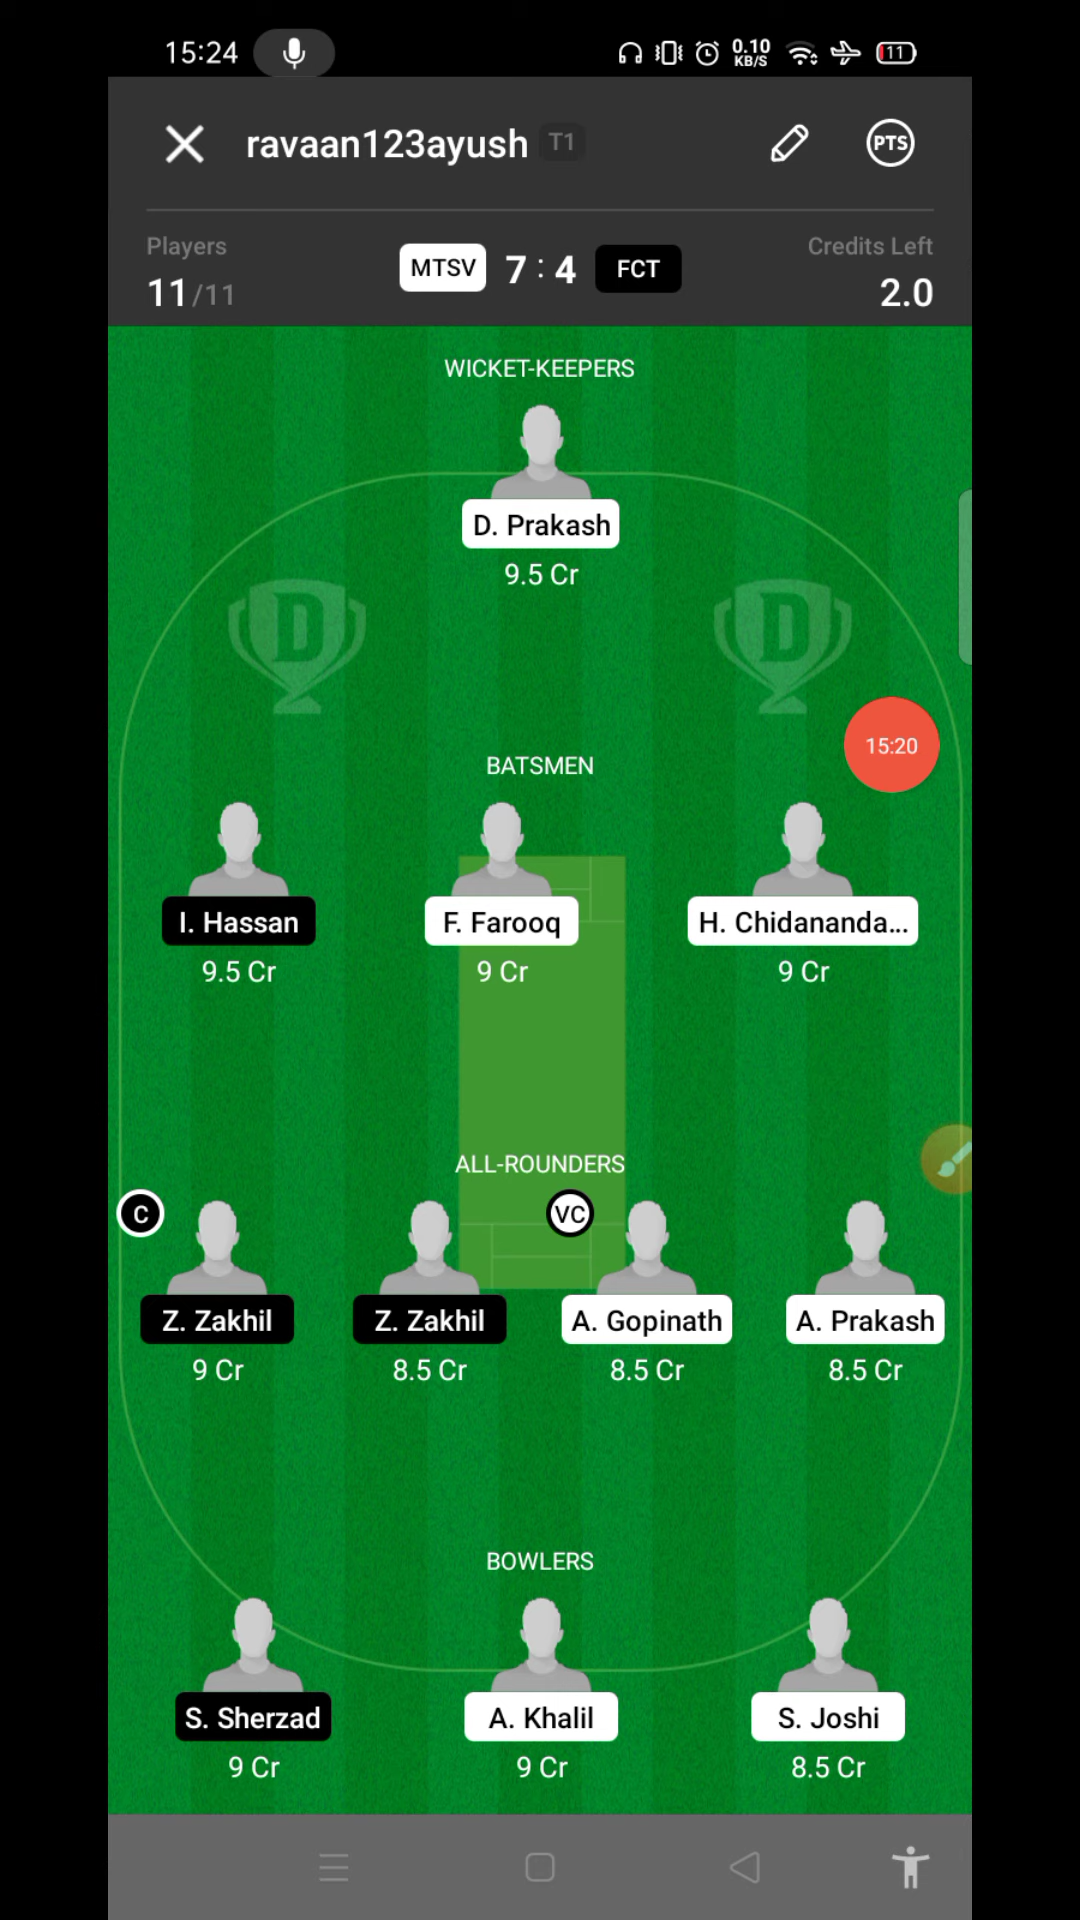 15:24
0.10
KB/S
11
ravaan123ayush T1
PTS
Players
Credits Left
MTSV 7 : 4 FCT
11/11
2.0
WICKET-KEEPERS
D. Prakash
9.5 Cr
D D
15:20
BATSMEN
I. Hassan F. Farooq H. Chidananda...
9.5 Cr 9 Cr 9 Cr
ALL-ROUNDERS
C VC
Z. Zakhil Z. Zakhil A. Gopinath A. Prakash
9 Cr 8.5 Cr 8.5 Cr 8.5 Cr
BOWLERS
S. Sherzad A. Khalil S. Joshi
9 Cr 9 Cr 8.5 Cr